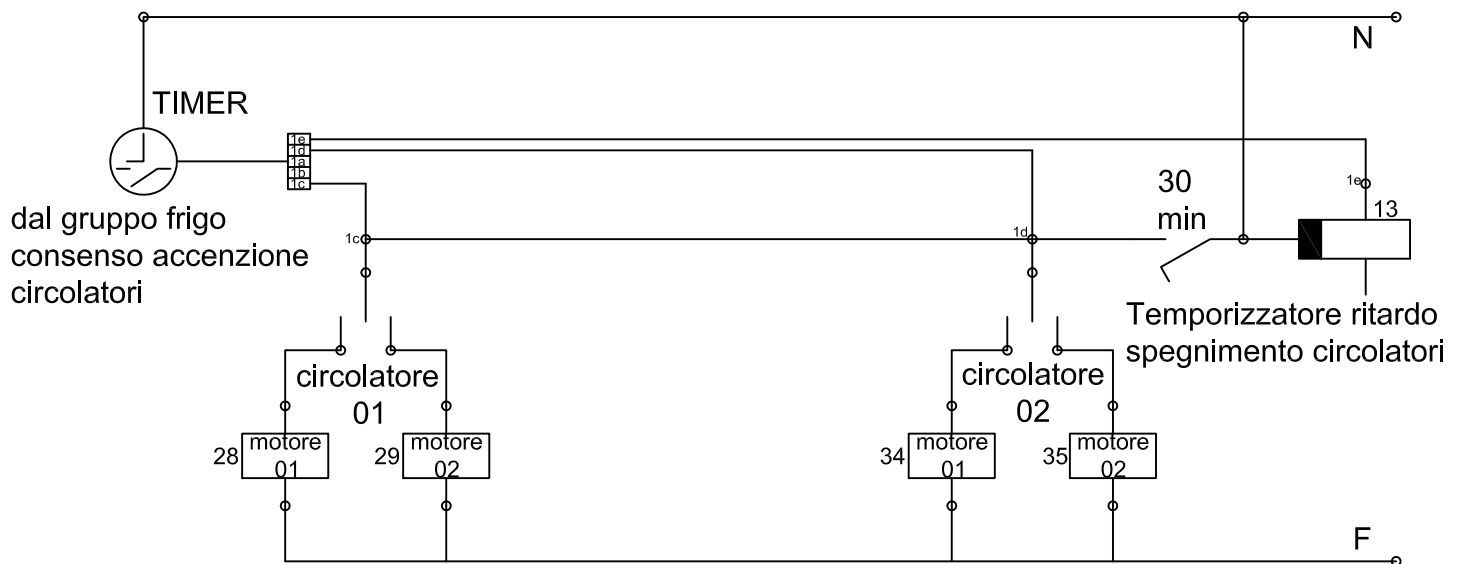 N
TIMER
1e
1d
1a
1b
1c
dal gruppo frigo
consenso accenzione
circolatori
1c
1d
30
min
1e
13
Temporizzatore ritardo
spegnimento circolatori
circolatore
01
circolatore
02
28
motore
01
29
motore
02
34
motore
01
35
motore
02
F